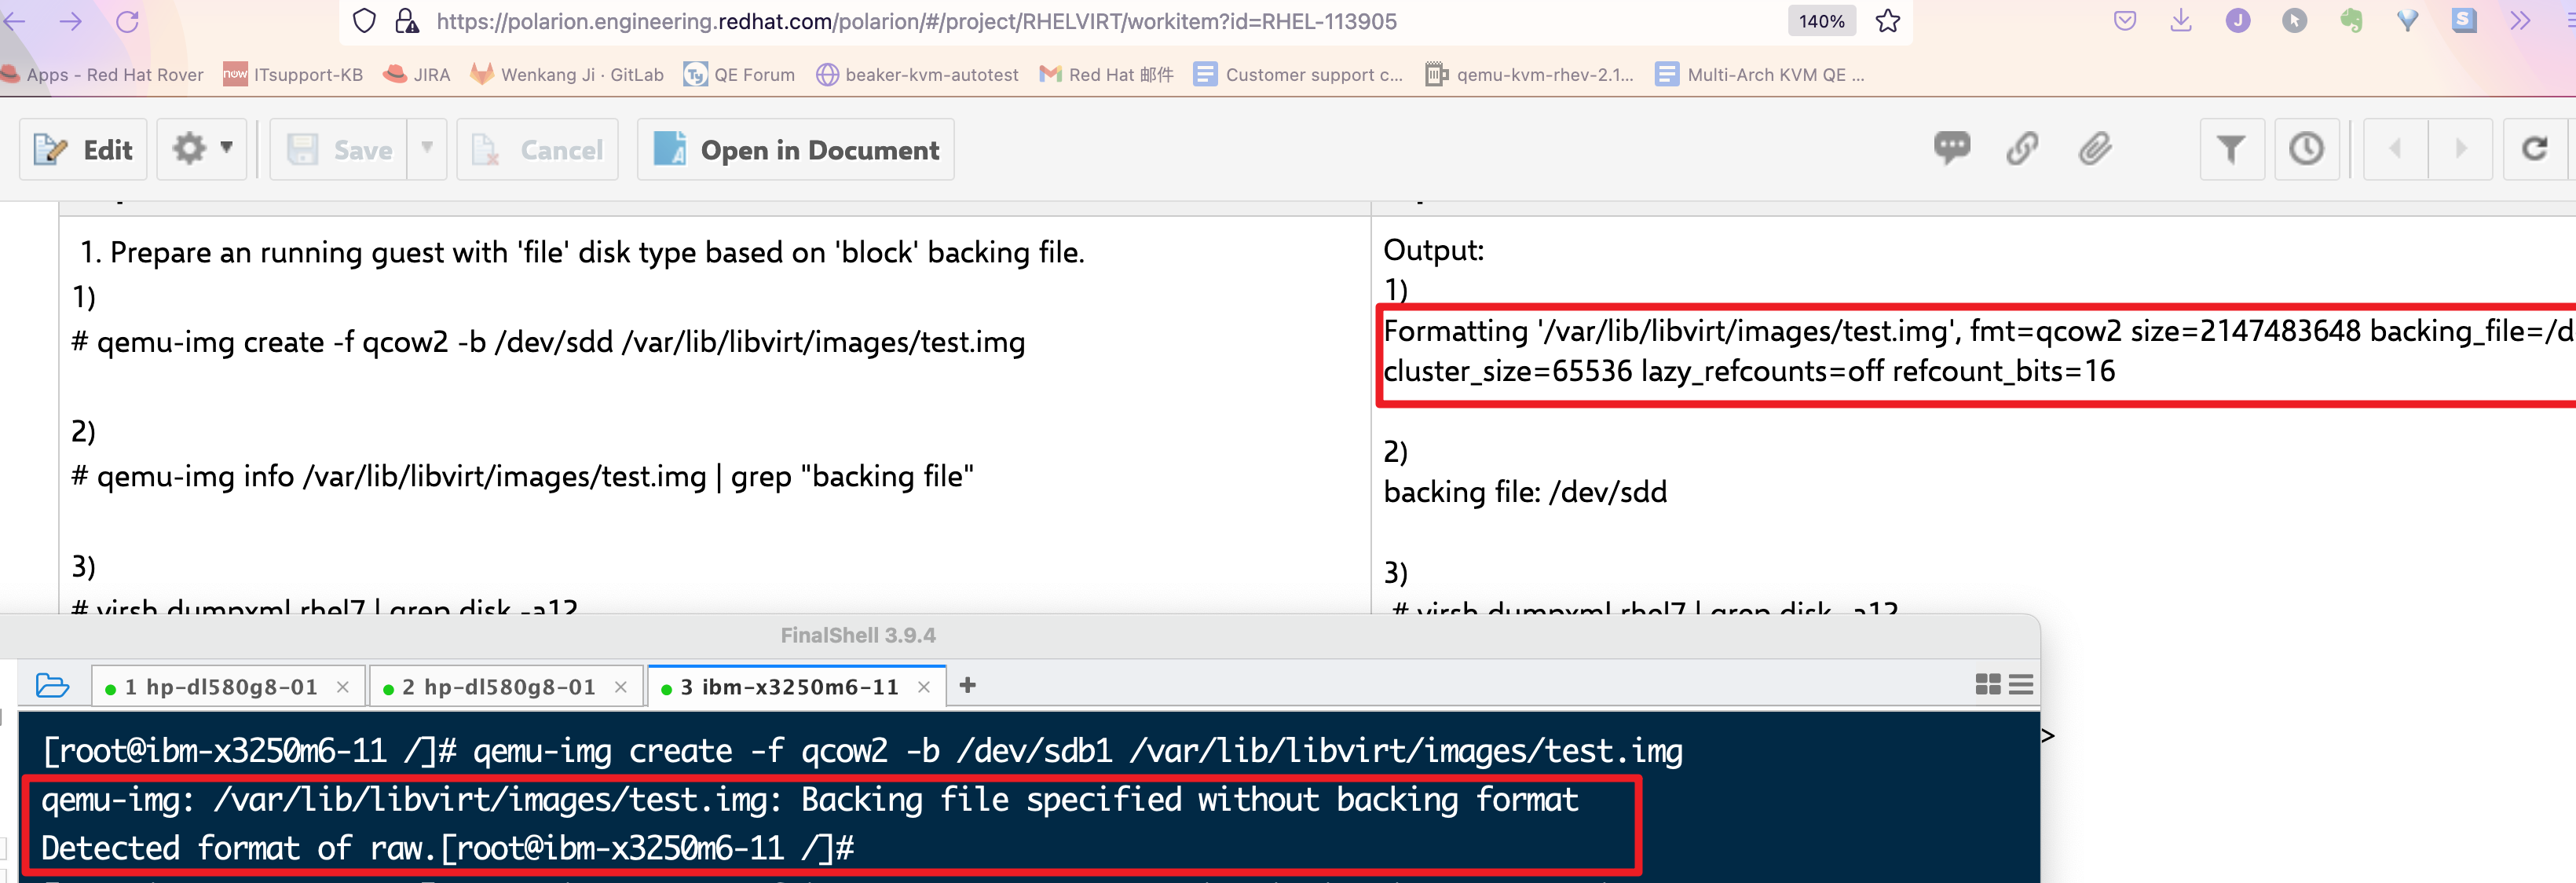 https://polarion.engineering.redhat.com/polarion/#/project/RHELVIRT/workitem?id=RHEL-113905
140%
Apps - Red Hat Rover
now ITsupport-KB
JIRA
Wenkang Ji · GitLab
Ty QE Forum
beaker-kvm-autotest
Red Hat 邮件
Customer support c...
qemu-kvm-rhev-2.1...
Multi-Arch KVM QE ...
Edit
Save
Cancel
Open in Document
1. Prepare an running guest with 'file' disk type based on 'block' backing file.
1)
# qemu-img create -f qcow2 -b /dev/sdd /var/lib/libvirt/images/test.img
2)
# qemu-img info /var/lib/libvirt/images/test.img | grep "backing file"
3)
# virsh dumpxml rhel7 | grep disk -a12
Output:
1)
Formatting '/var/lib/libvirt/images/test.img', fmt=qcow2 size=2147483648 backing_file=/d
cluster_size=65536 lazy_refcounts=off refcount_bits=16
2)
backing file: /dev/sdd
3)
# virsh dumpxml rhel7 | grep disk -a12
>
FinalShell 3.9.4
1 hp-dl580g8-01
2 hp-dl580g8-01
3 ibm-x3250m6-11
[root@ibm-x3250m6-11 /]# qemu-img create -f qcow2 -b /dev/sdb1 /var/lib/libvirt/images/test.img
qemu-img: /var/lib/libvirt/images/test.img: Backing file specified without backing format
Detected format of raw.[root@ibm-x3250m6-11 /]#